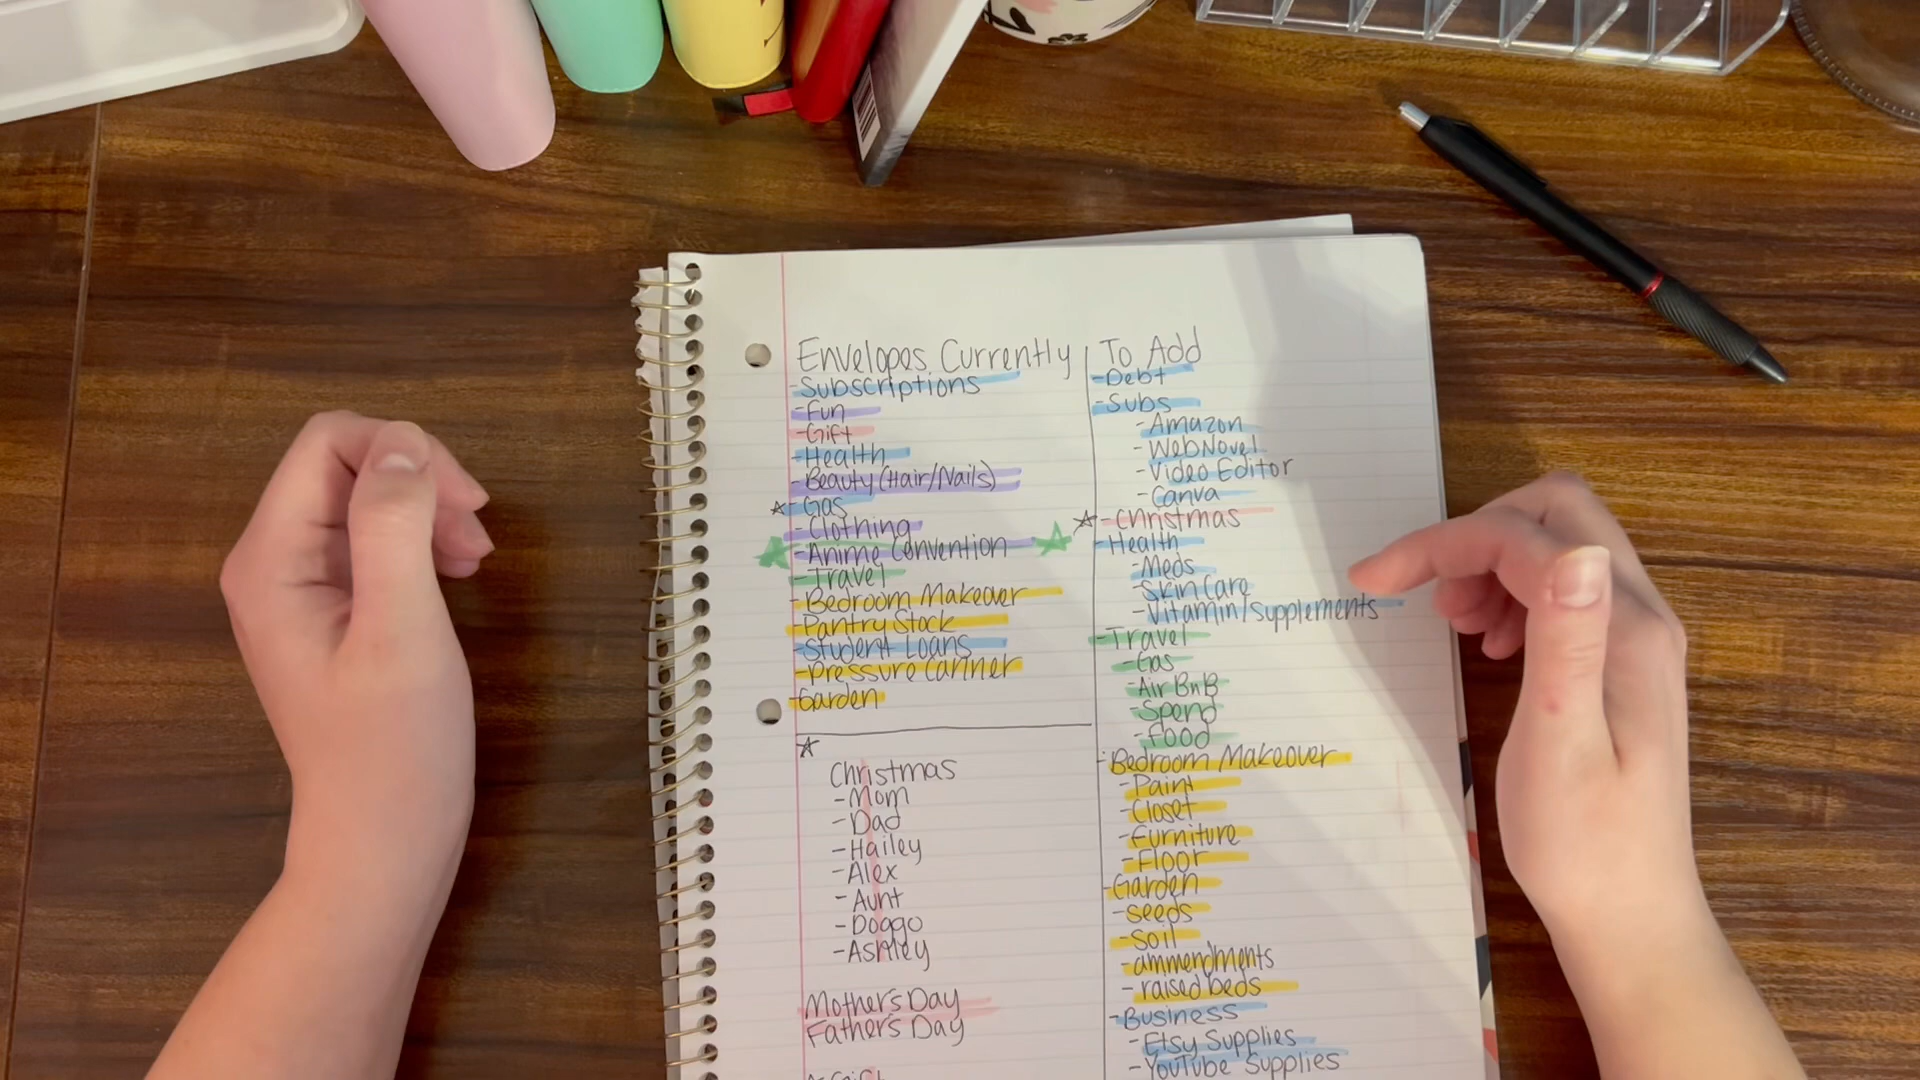 Envelopes Currently
-Subscriptions
-Fun
-Gift
-Health
-Beauty (Hair/Nails)
☆-Gas
-Clothing
-Anime Convention
-Travel
-Bedroom Makeover
-Pantry Stock
-Student Loans
-Pressure Canner
-Garden
☆
Christmas
-Mom
-Dad
-Hailey
-Alex
-Aunt
-Doggo
-Ashley
Mother's Day
Father's Day
To Add
-Debt
-Subs
-Amazon
-WebNovel
-Video Editor
-Canva
☆-Christmas
-Health
-Meds
-Skin Care
-Vitamin/Supplements
-Travel
-Gas
-Air BnB
-Spend
-Food
-Bedroom Makeover
-Paint
-Closet
-Furniture
-Floor
-Garden
-seeds
-Soil
-ammendments
-raised beds
-Business
-Etsy Supplies
-YouTube Supplies